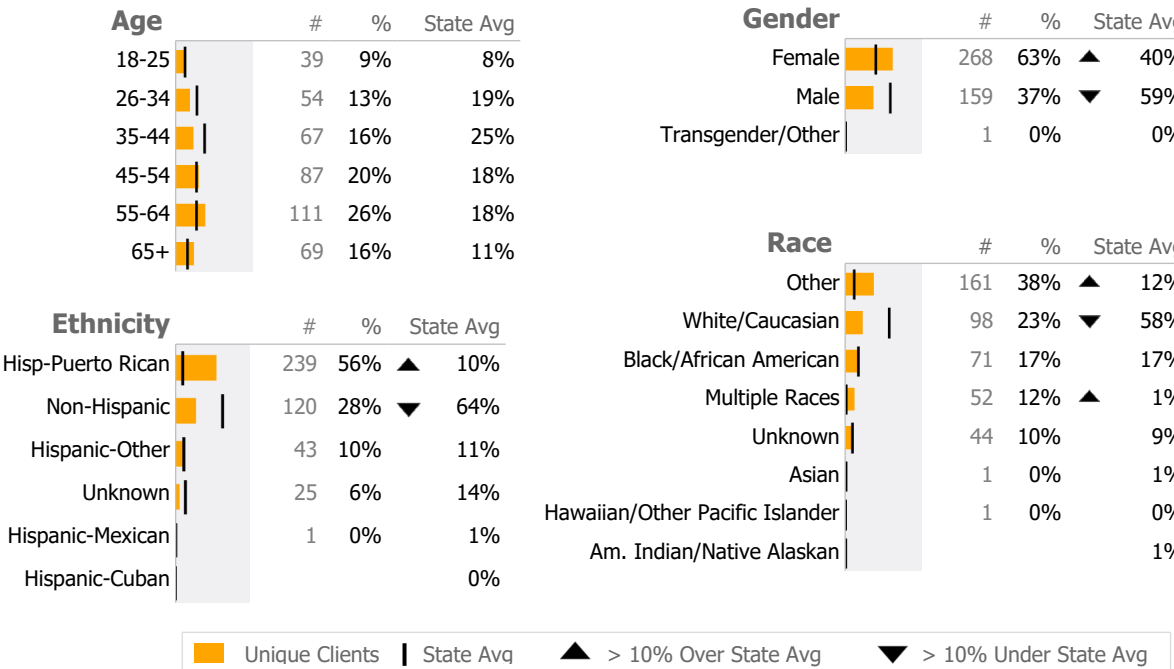 Age # % State Avg
18-25 39 9% 8%
26-34 54 13% 19%
35-44 67 16% 25%
45-54 87 20% 18%
55-64 111 26% 18%
65+ 69 16% 11%
Ethnicity # % State Avg
Hisp-Puerto Rican 239 56% ▲ 10%
Non-Hispanic 120 28% ▼ 64%
Hispanic-Other 43 10% 11%
Unknown 25 6% 14%
Hispanic-Mexican 1 0% 1%
Hispanic-Cuban 0%
Gender # % State Avg
Female 268 63% ▲ 40%
Male 159 37% ▼ 59%
Transgender/Other 1 0% 0%
Race # % State Avg
Other 161 38% ▲ 12%
White/Caucasian 98 23% ▼ 58%
Black/African American 71 17% 17%
Multiple Races 52 12% ▲ 1%
Unknown 44 10% 9%
Asian 1 0% 1%
Hawaiian/Other Pacific Islander 1 0% 0%
Am. Indian/Native Alaskan 1%
Unique Clients | State Avg ▲ > 10% Over State Avg ▼ > 10% Under State Avg